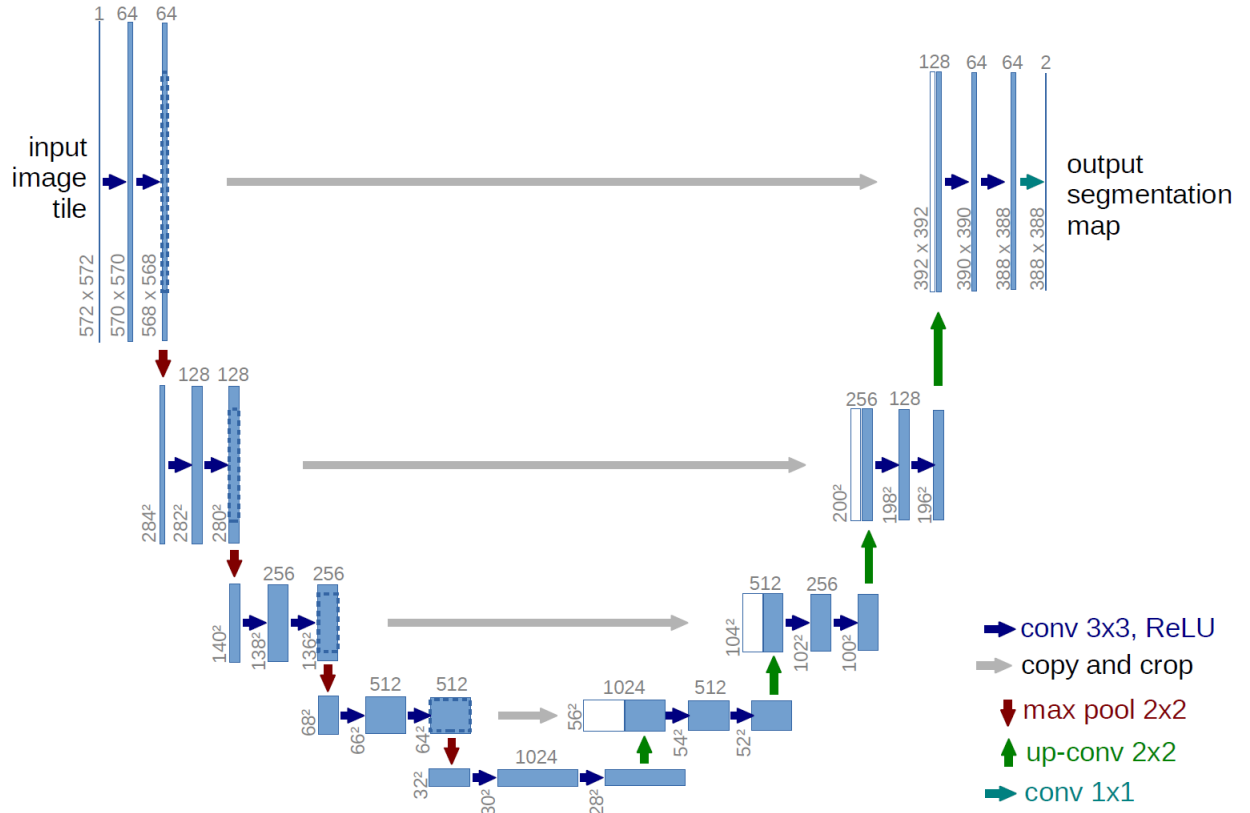 1 64 64
128 64 64 2
input
image
tile
output
segmentation
map
572 x 572
570 x 570
568 x 568
392 x 392
390 x 390
388 x 388
388 x 388
128 128
256 128
284²
282²
280²
200²
198²
196²
256 256
512 256
140²
138²
136²
104²
102²
100²
512 512
1024 512
68²
66²
64²
56²
54²
52²
1024
32²
30²
28²
conv 3x3, ReLU
copy and crop
max pool 2x2
up-conv 2x2
conv 1x1